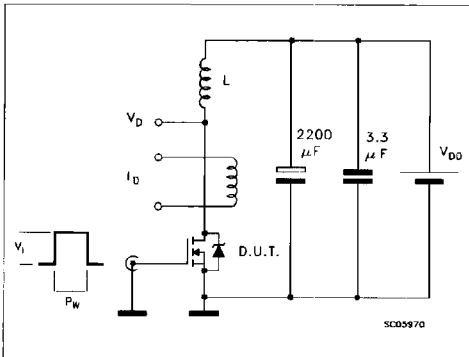 L
V_D
2200 μF
3.3 μF
V_DD
I_D
D.U.T.
V_i
P_W
SC05970